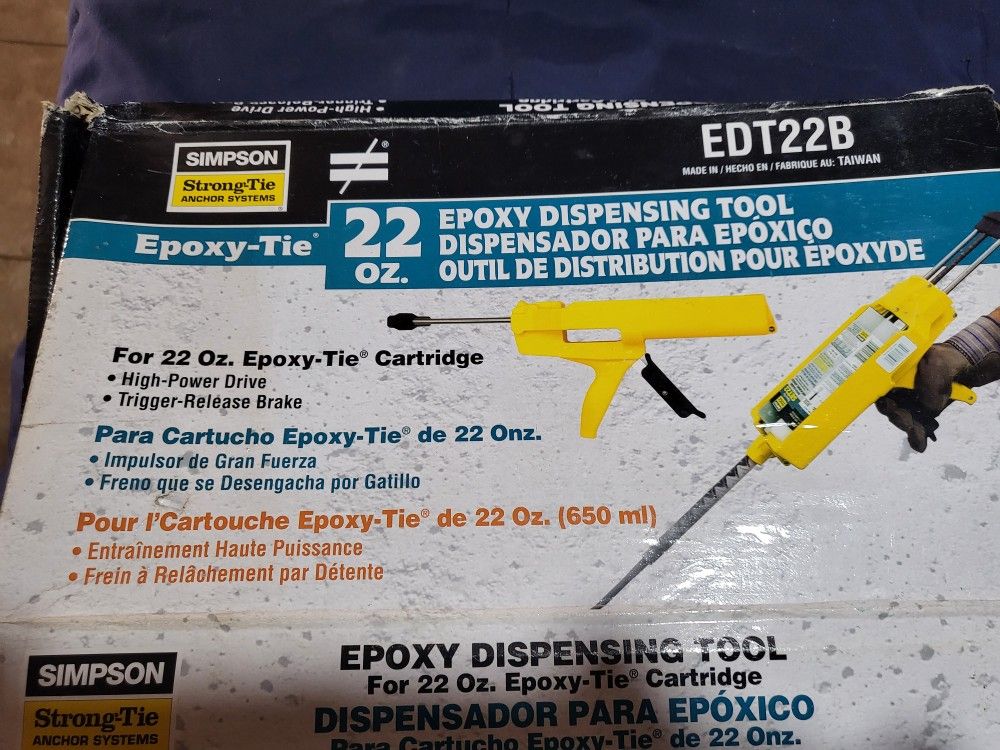 SIMPSON
Strong-Tie
ANCHOR SYSTEMS
®
EDT22B
MADE IN / HECHO EN / FABRIQUE AU: TAIWAN
Epoxy-Tie®
22
OZ.
EPOXY DISPENSING TOOL
DISPENSADOR PARA EPÓXICO
OUTIL DE DISTRIBUTION POUR ÉPOXYDE
For 22 Oz. Epoxy-Tie® Cartridge
• High-Power Drive
• Trigger-Release Brake
Para Cartucho Epoxy-Tie® de 22 Onz.
• Impulsor de Gran Fuerza
• Freno que se Desengacha por Gatillo
Pour l'Cartouche Epoxy-Tie® de 22 Oz. (650 ml)
• Entraînement Haute Puissance
• Frein à Relâchement par Détente
SIMPSON
Strong-Tie
ANCHOR SYSTEMS
EPOXY DISPENSING TOOL
For 22 Oz. Epoxy-Tie® Cartridge
DISPENSADOR PARA EPÓXICO
Para Cartucho Epoxy-Tie® de 22 Onz.